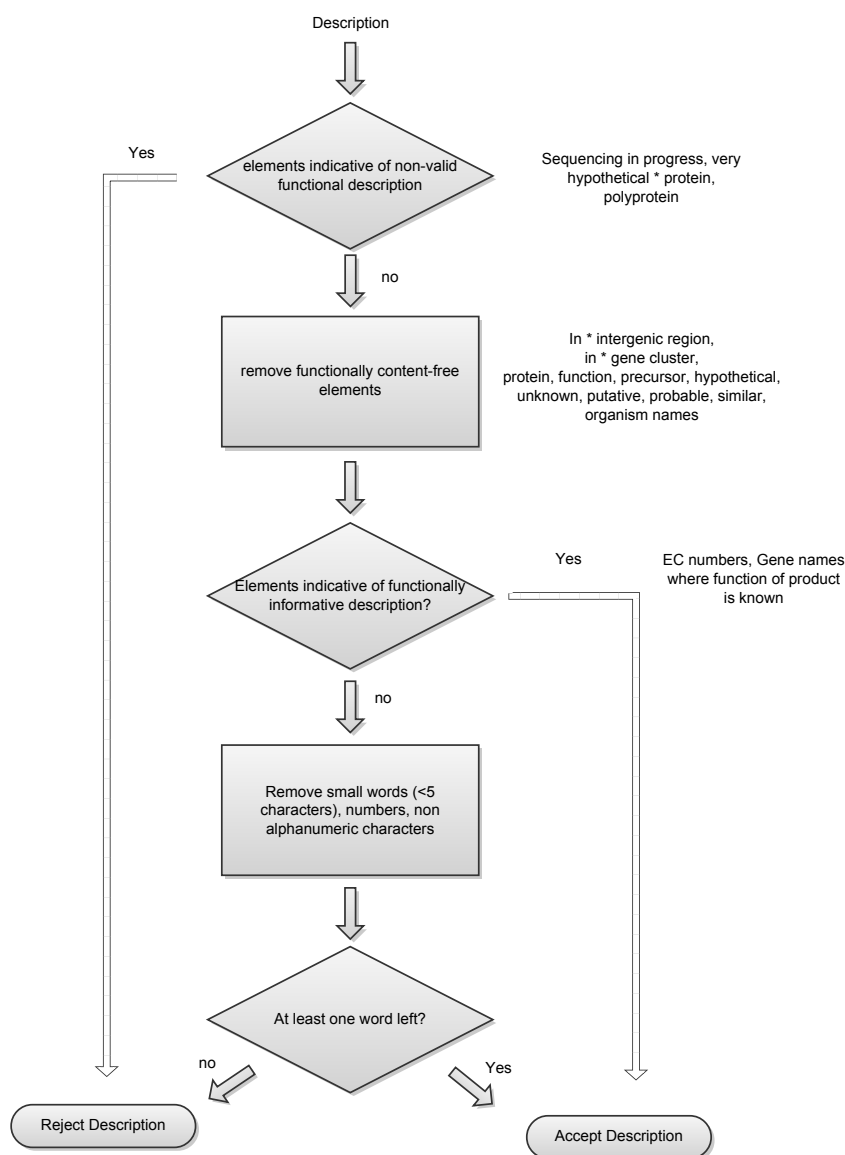 Description
Yes
elements indicative of non-valid
functional description
Sequencing in progress, very
hypothetical * protein,
polyprotein
no
remove functionally content-free
elements
In * intergenic region,
in * gene cluster,
protein, function, precursor, hypothetical,
unknown, putative, probable, similar,
organism names
Elements indicative of functionally
informative description?
Yes
EC numbers, Gene names
where function of product
is known
no
Remove small words (<5
characters), numbers, non
alphanumeric characters
At least one word left?
no
Yes
Reject Description
Accept Description